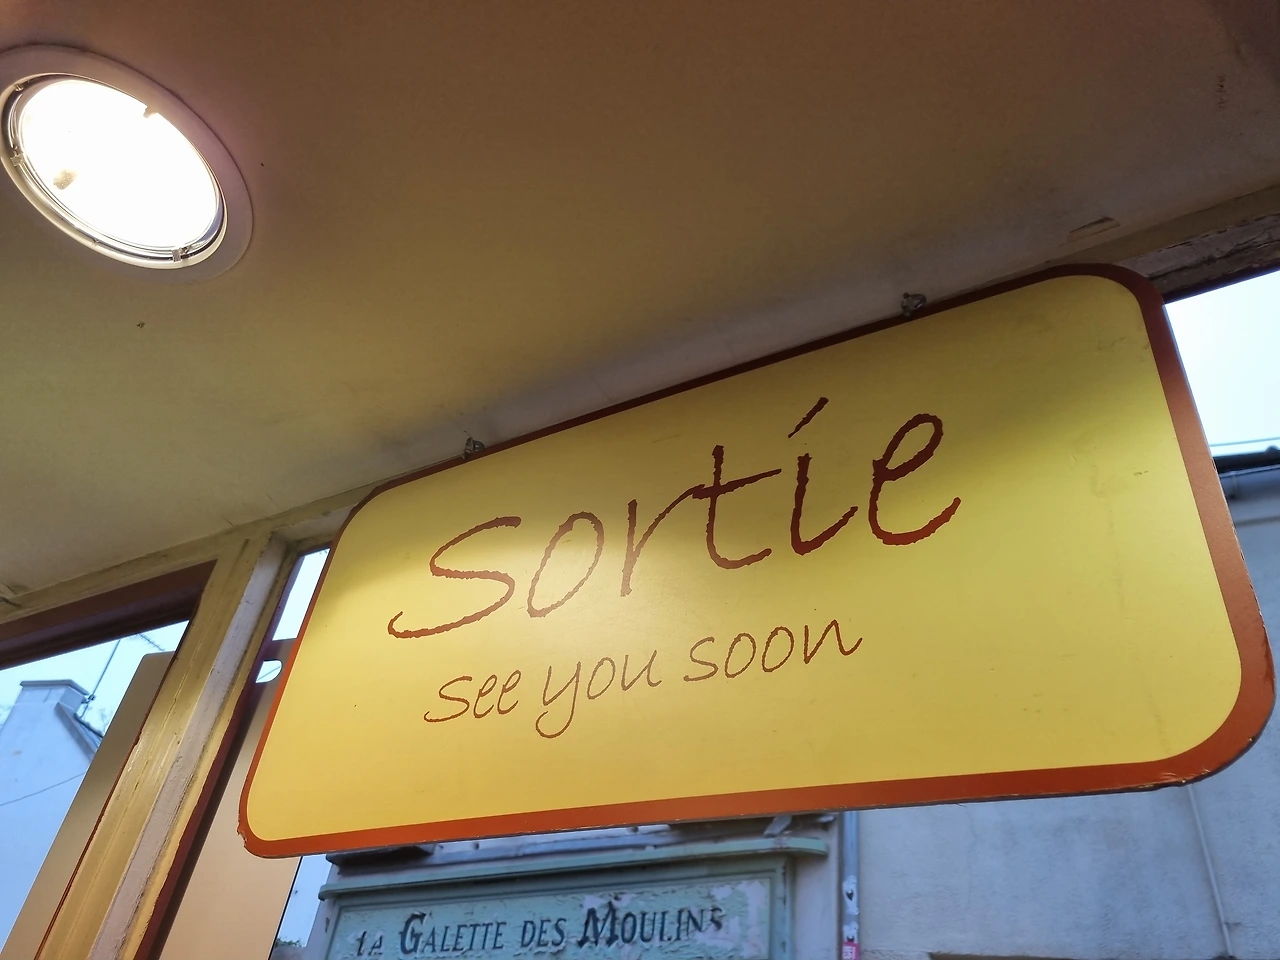 sortie
see you soon
La GALETTE DES MOULINS